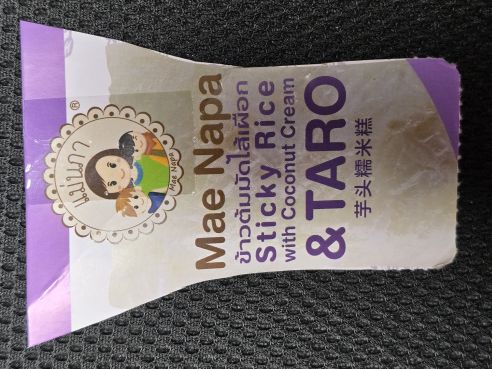 แม่นภา
Mae Napa
®
Mae Napa
ข้าวต้มมัดไส้เผือก
Sticky Rice
with Coconut Cream
& TARO
芋头糯米糕